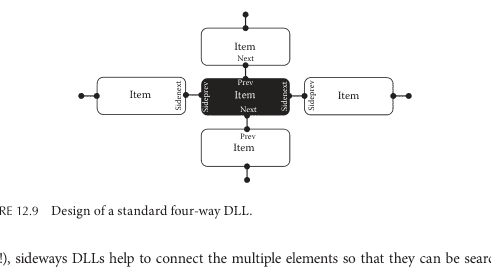 Item
Next
Item
Sidenext
Sideprev
Prev
Item
Next
Sidenext
Sideprev
Item
Prev
Item
RE 12.9 Design of a standard four-way DLL.
!), sideways DLLs help to connect the multiple elements so that they can be sear